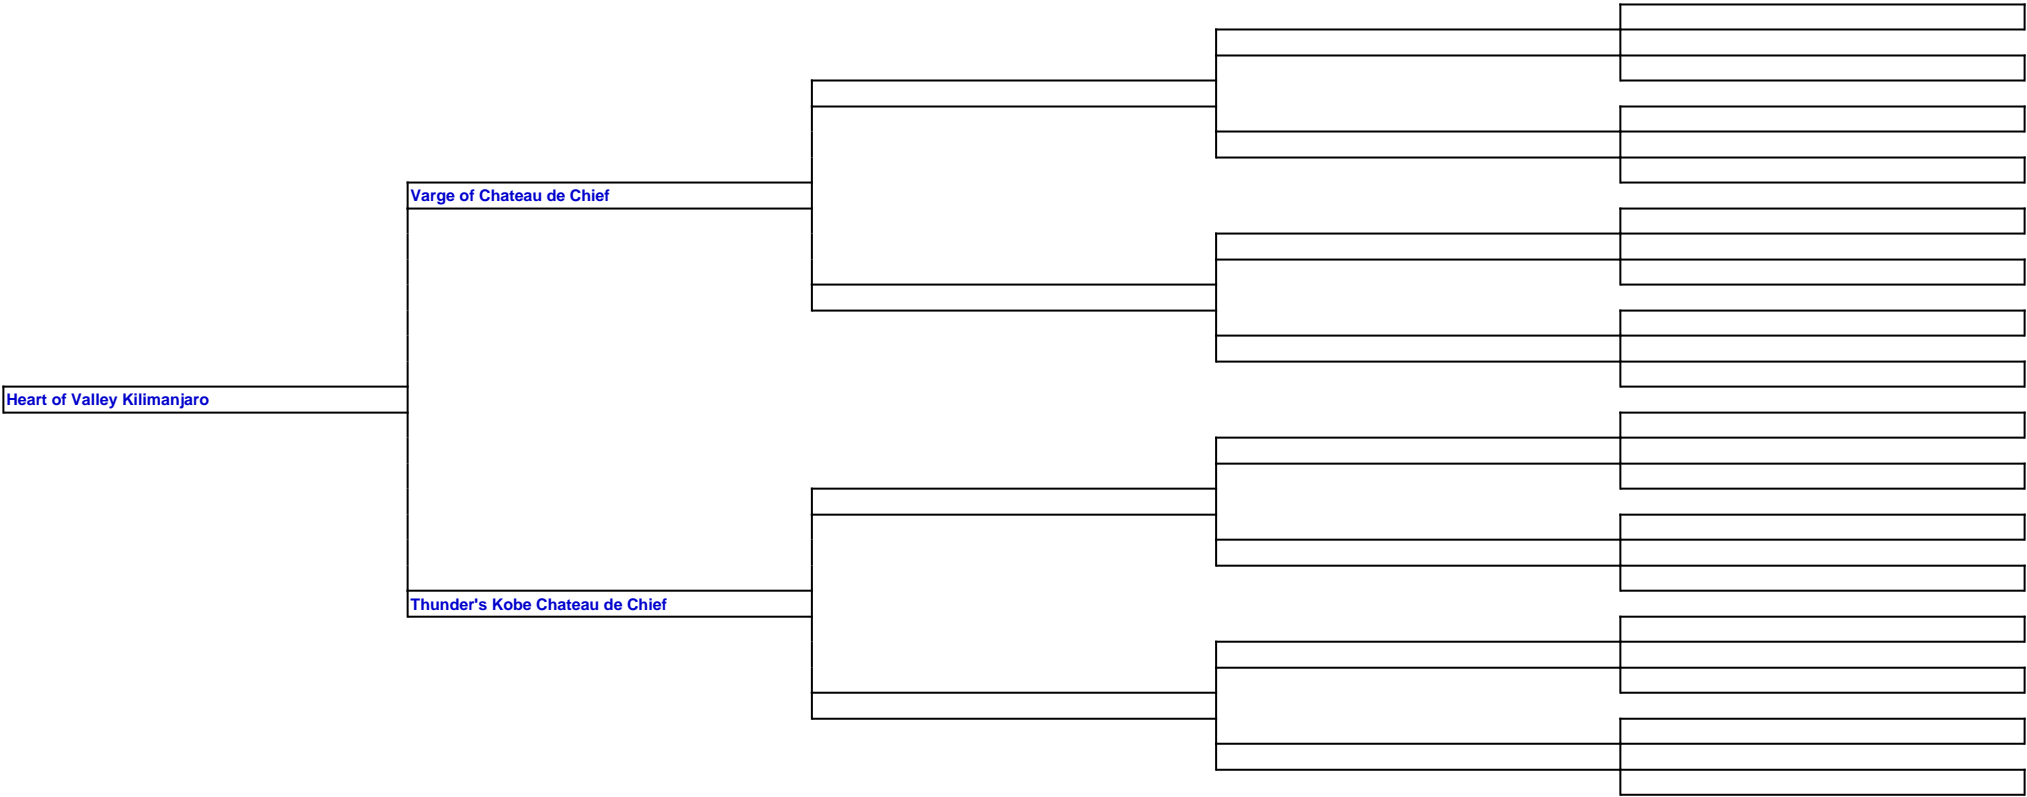 Varge of Chateau de Chief
Heart of Valley Kilimanjaro
Thunder's Kobe Chateau de Chief